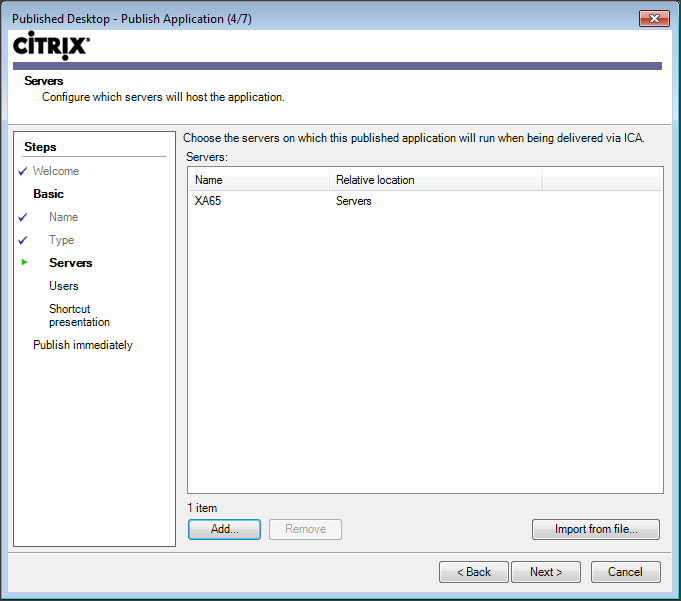 Published Desktop - Publish Application (4/7)
CITRIX®
Servers
Configure which servers will host the application.
Steps
Welcome
Basic
Name
Type
Servers
Users
Shortcut
presentation
Publish immediately
Choose the servers on which this published application will run when being delivered via ICA.
Servers:
Name Relative location
XA65 Servers
1 item
Add... Remove Import from file...
< Back Next > Cancel